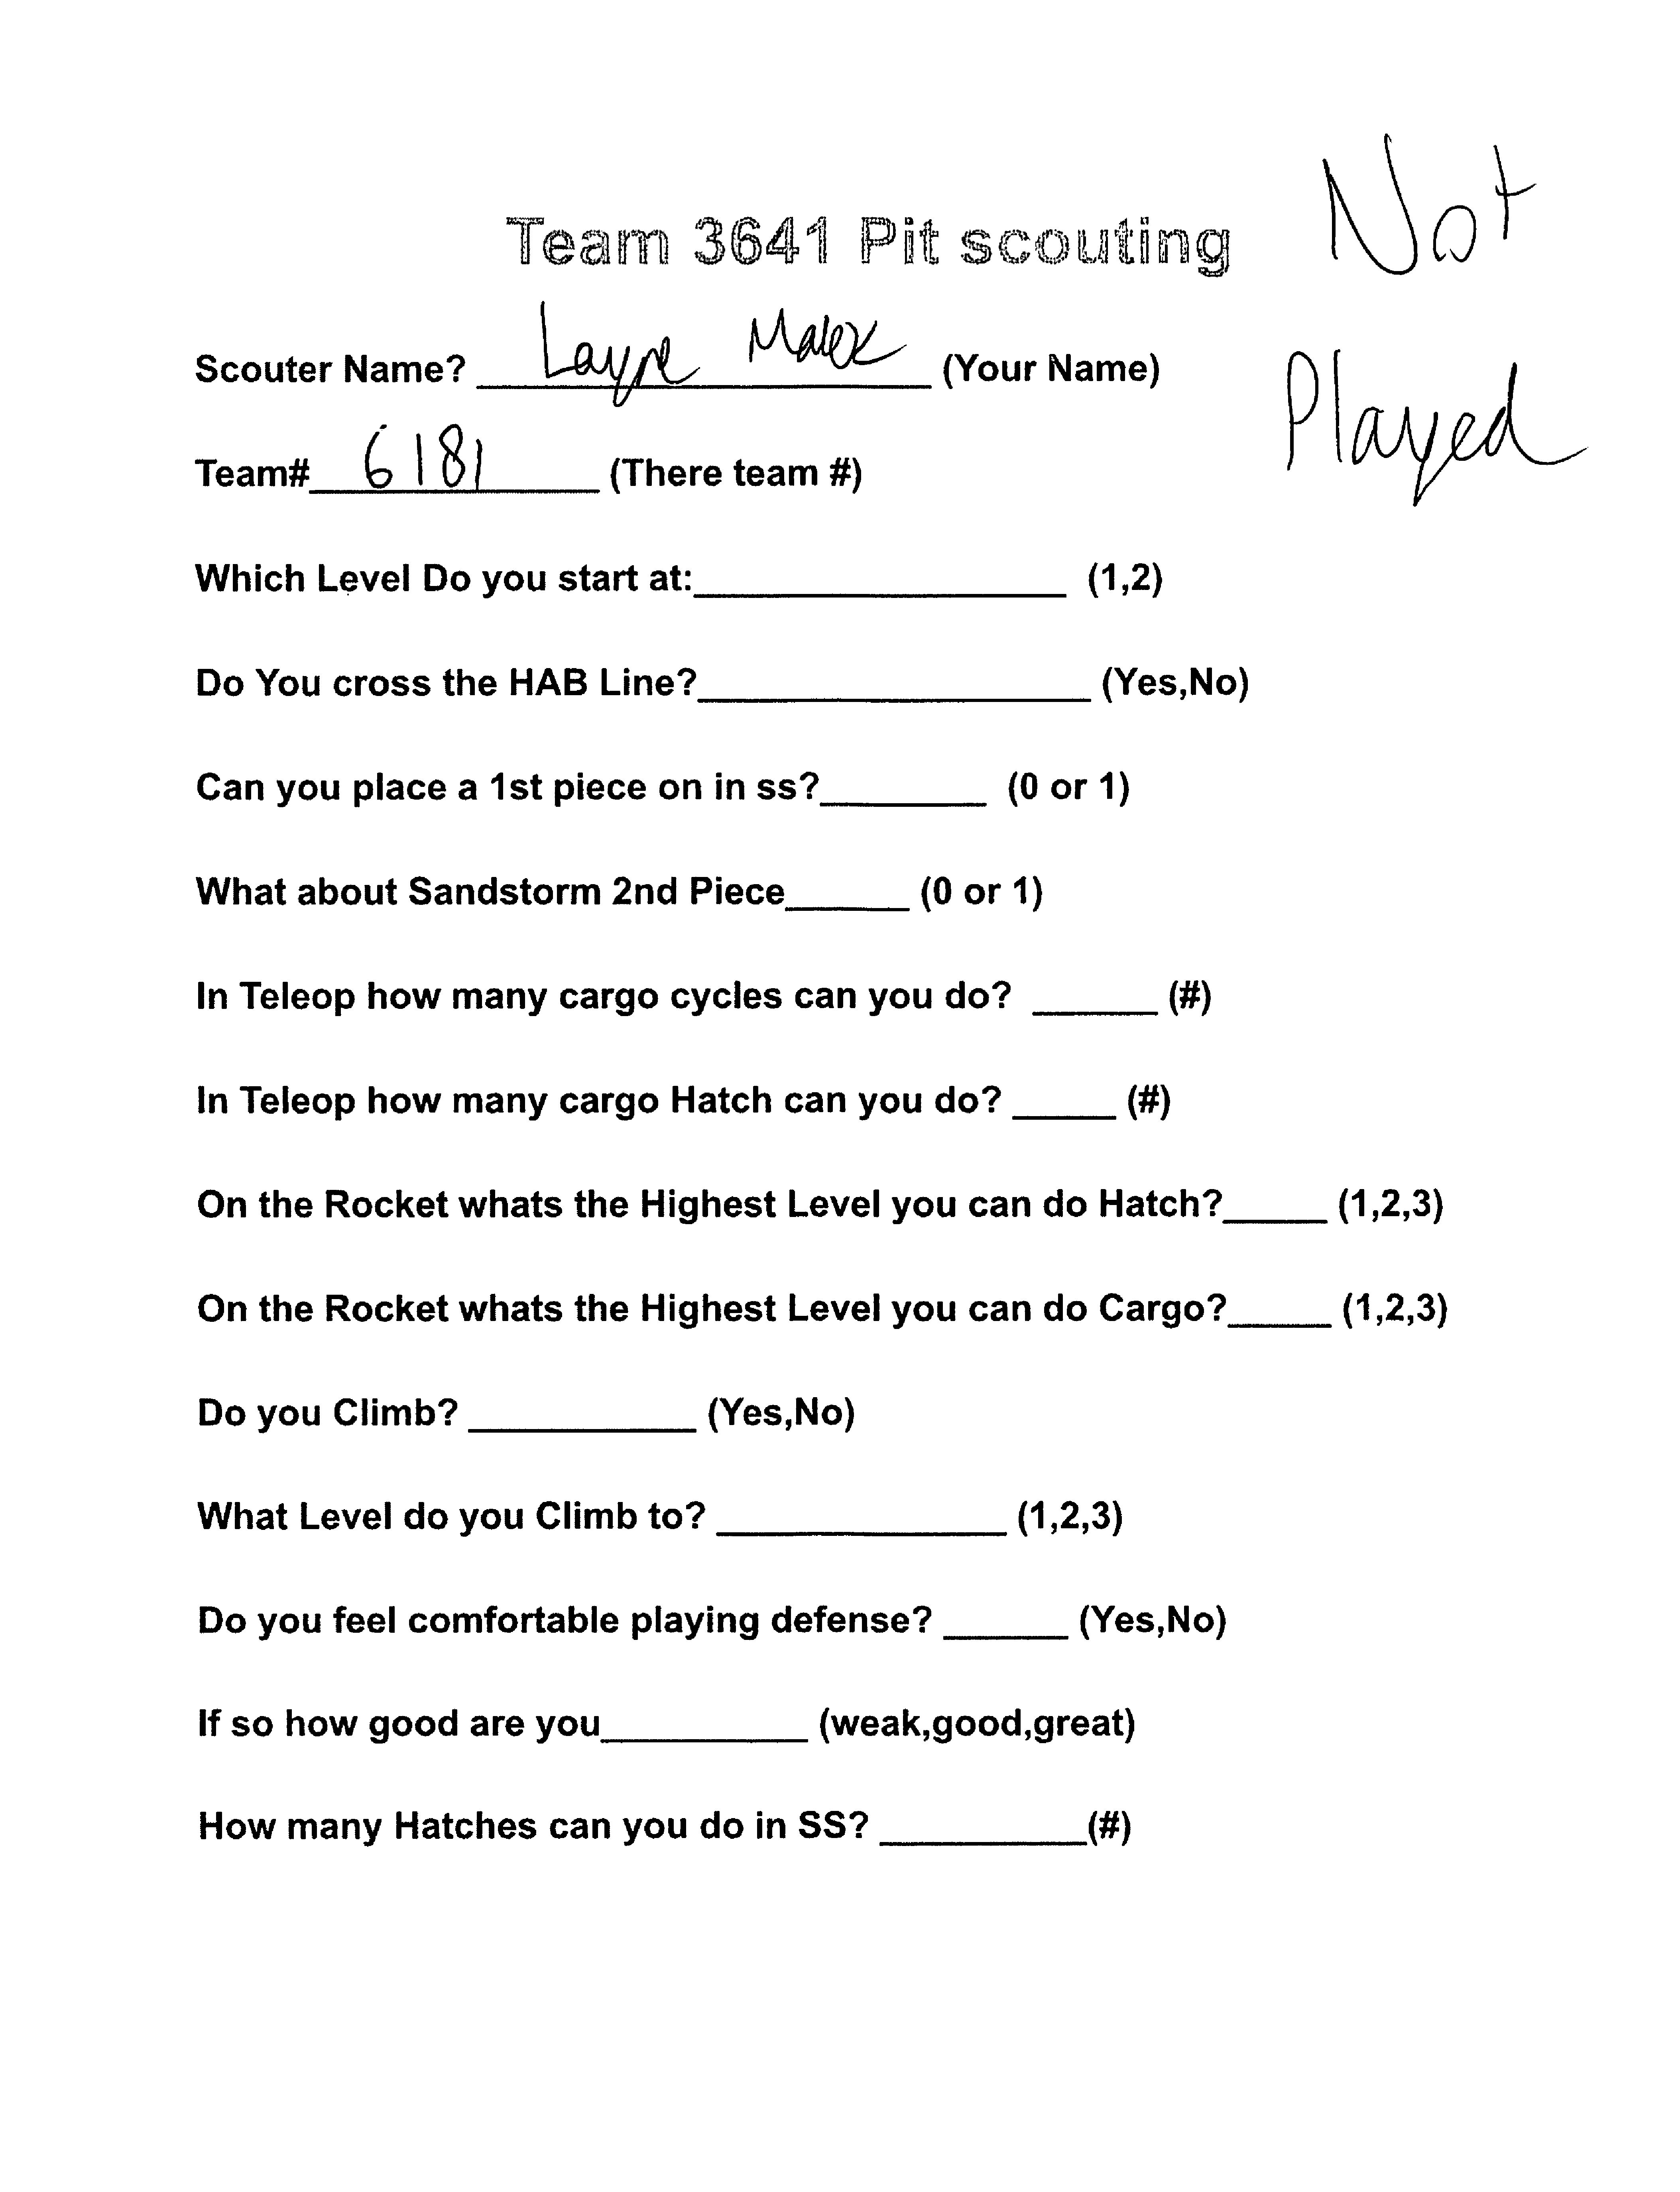 Not
Team 3641 Pit scouting
Scouter Name? Layne Malek (Your Name)
Played
Team# 6181 (There team #)
Which Level Do you start at:__________________ (1,2)
Do You cross the HAB Line?___________________ (Yes,No)
Can you place a 1st piece on in ss?________ (0 or 1)
What about Sandstorm 2nd Piece______ (0 or 1)
In Teleop how many cargo cycles can you do? ______ (#)
In Teleop how many cargo Hatch can you do? _____ (#)
On the Rocket whats the Highest Level you can do Hatch?_____ (1,2,3)
On the Rocket whats the Highest Level you can do Cargo?_____ (1,2,3)
Do you Climb? ___________ (Yes,No)
What Level do you Climb to? ______________ (1,2,3)
Do you feel comfortable playing defense? ______ (Yes,No)
If so how good are you__________ (weak,good,great)
How many Hatches can you do in SS? __________(#)